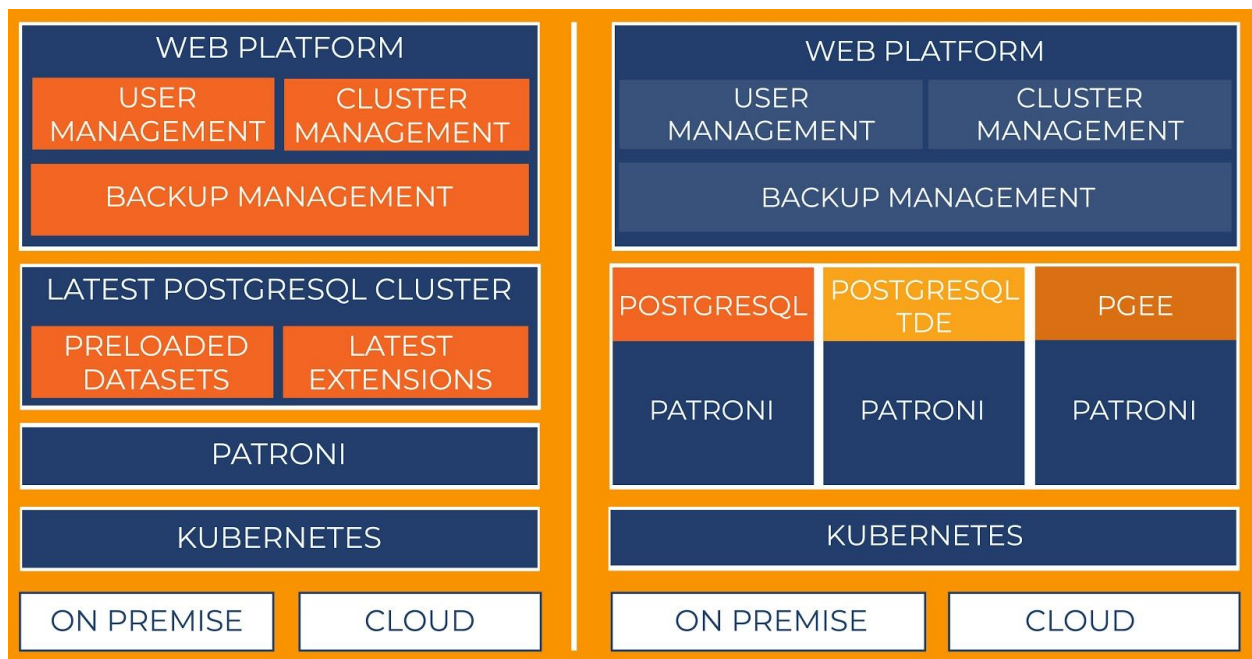 WEB PLATFORM
USER
MANAGEMENT
CLUSTER
MANAGEMENT
BACKUP MANAGEMENT
LATEST POSTGRESQL CLUSTER
PRELOADED
DATASETS
LATEST
EXTENSIONS
PATRONI
KUBERNETES
ON PREMISE
CLOUD
WEB PLATFORM
USER
MANAGEMENT
CLUSTER
MANAGEMENT
BACKUP MANAGEMENT
POSTGRESQL
POSTGRESQL
TDE
PGEE
PATRONI
PATRONI
PATRONI
KUBERNETES
ON PREMISE
CLOUD